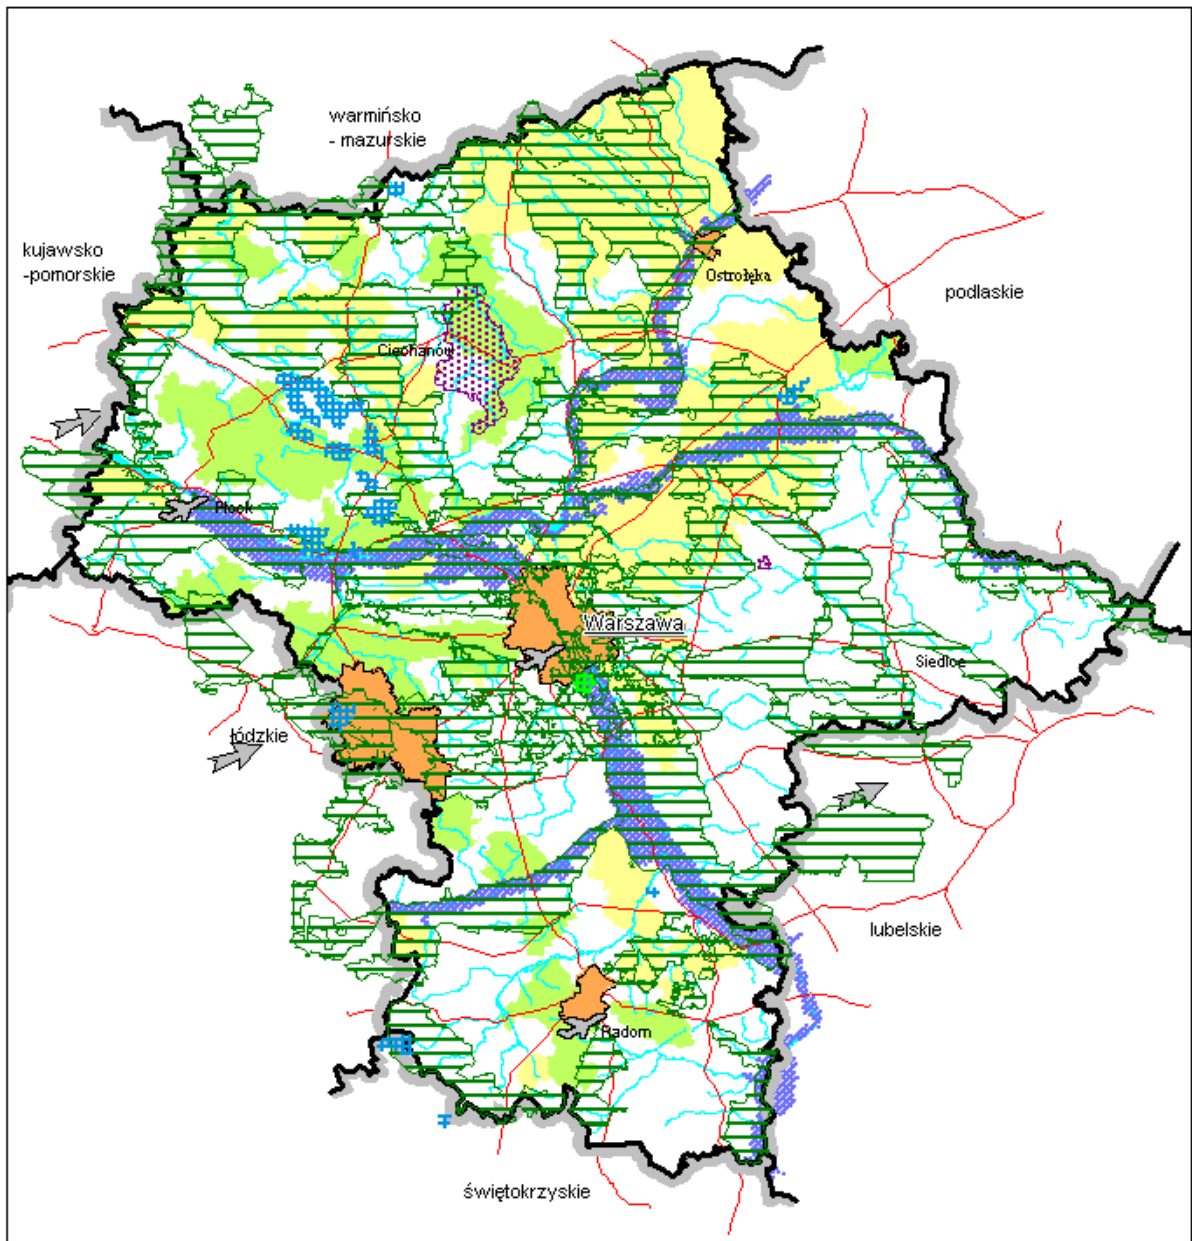 warmińsko
- mazurskie
kujawsko
-pomorskie
Ostrołęka
podlaskie
Ciechanów
Płock
Warszawa
Siedlce
łódzkie
lubelskie
Radom
świętokrzyskie